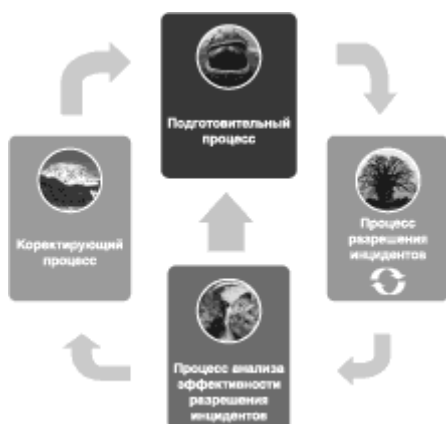 Подготовительный
процесс
Процесс
разрешения
инцидентов
Процесс анализа
эффективности
разрешения
инцидентов
Коректирующий
процесс